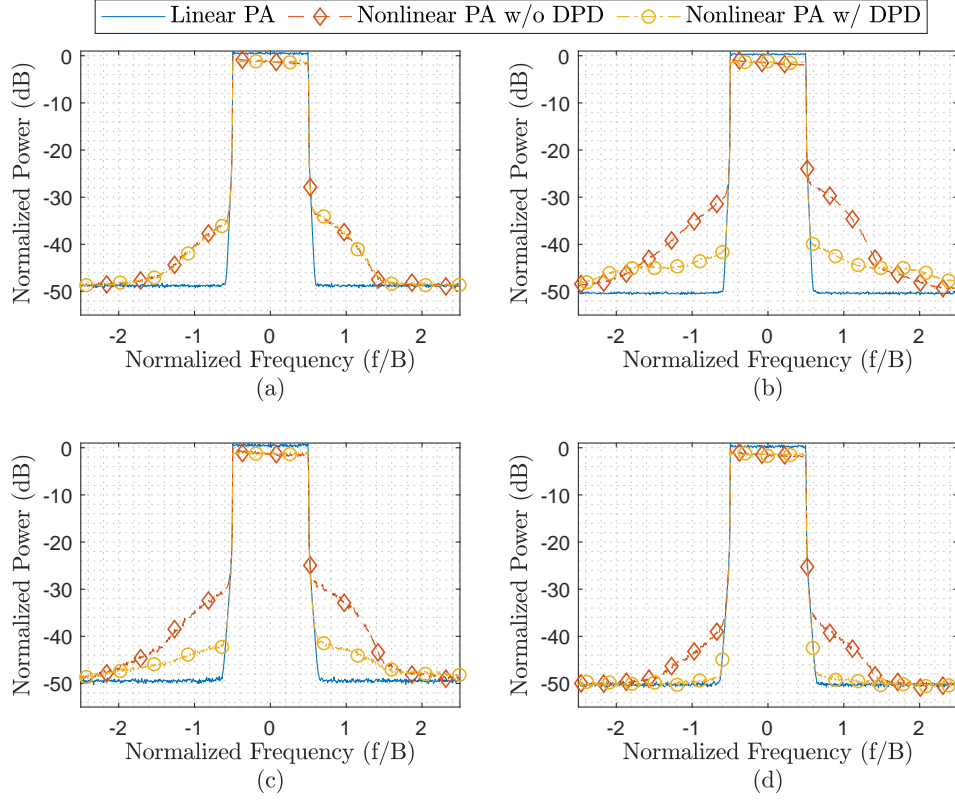 Linear PA
Nonlinear PA w/o DPD
Nonlinear PA w/ DPD
0
-10
-20
-30
-40
-50
Normalized Power (dB)
-2 -1 0 1 2
Normalized Frequency (f/B)
(a)
0
-10
-20
-30
-40
-50
Normalized Power (dB)
-2 -1 0 1 2
Normalized Frequency (f/B)
(b)
0
-10
-20
-30
-40
-50
Normalized Power (dB)
-2 -1 0 1 2
Normalized Frequency (f/B)
(c)
0
-10
-20
-30
-40
-50
Normalized Power (dB)
-2 -1 0 1 2
Normalized Frequency (f/B)
(d)